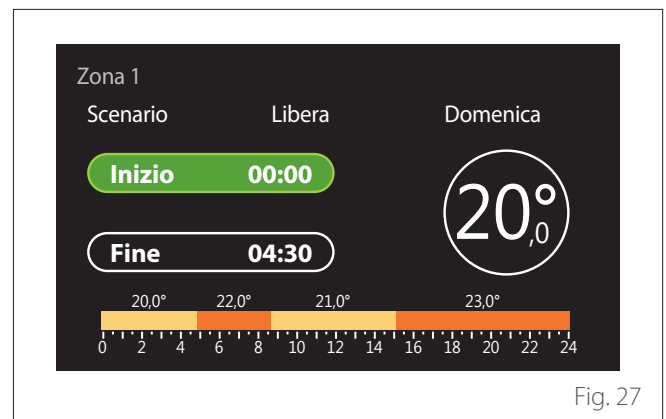 Zona 1
Scenario Libera Domenica
Inizio 00:00
20°,0
Fine 04:30
20,0° 22,0° 21,0° 23,0°
0 2 4 6 8 10 12 14 16 18 20 22 24
Fig. 27